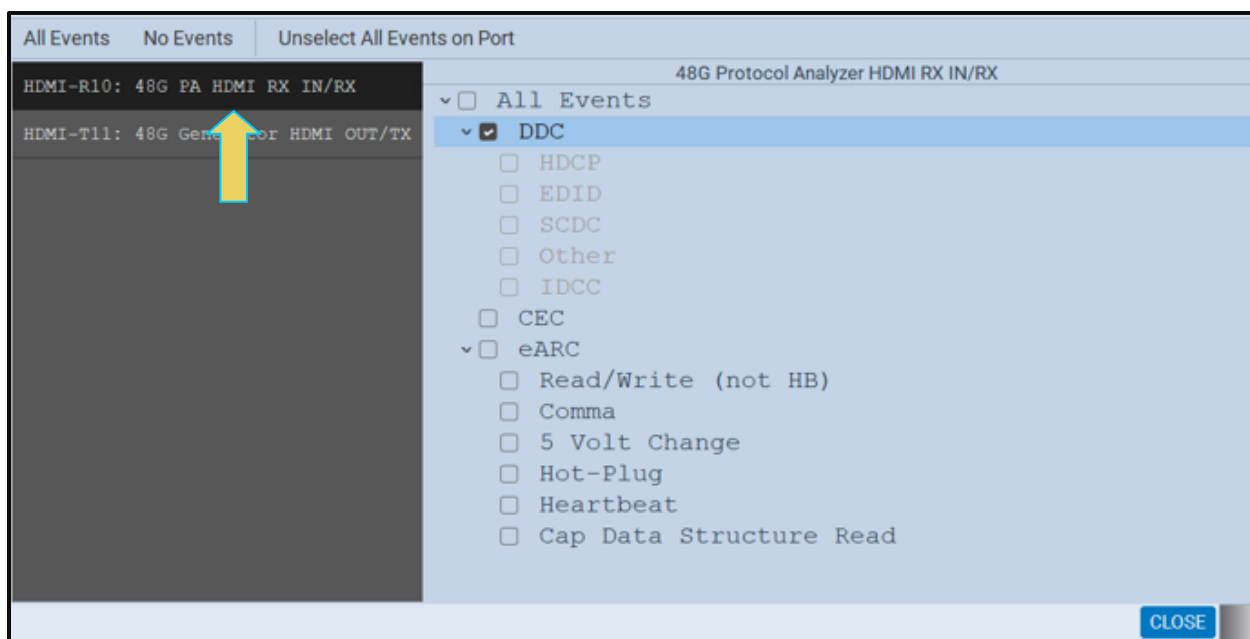 All Events No Events Unselect All Events on Port
HDMI-R10: 48G PA HDMI RX IN/RX
HDMI-T11: 48G Gene tor HDMI OUT/TX
48G Protocol Analyzer HDMI RX IN/RX
All Events
DDC
HDCP
EDID
SCDC
Other
IDCC
CEC
eARC
Read/Write (not HB)
Comma
5 Volt Change
Hot-Plug
Heartbeat
Cap Data Structure Read
CLOSE